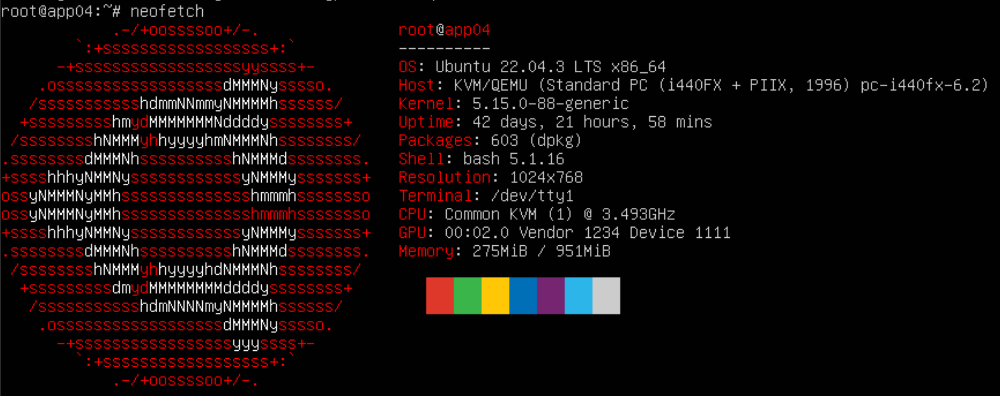 root@app04:~# neofetch
            .-/+oossssoo+/-.               root@app04
        `:+ssssssssssssssssss+:`           ----------
      -+ssssssssssssssssssyyssss+-         OS: Ubuntu 22.04.3 LTS x86_64
    .ossssssssssssssssssdMMMNysssso.       Host: KVM/QEMU (Standard PC (i440FX + PIIX, 1996) pc-i440fx-6.2)
   /ssssssssssshdmmNNmmyNMMMMhssssss/      Kernel: 5.15.0-88-generic
  +ssssssssshmydMMMMMMMNddddyssssssss+     Uptime: 42 days, 21 hours, 58 mins
 /sssssssshNMMMyhhyyyyhmNMMMNhssssssss/    Packages: 603 (dpkg)
.ssssssssdMMMNhsssssssssshNMMMdssssssss.   Shell: bash 5.1.16
+sssshhhyNMMNyssssssssssssyNMMMysssssss+   Resolution: 1024x768
ossyNMMMNyMMhsssssssssssssshmmmhssssssso   Terminal: /dev/tty1
ossyNMMMNyMMhsssssssssssssshmmmhssssssso   CPU: Common KVM (1) @ 3.493GHz
+sssshhhyNMMNyssssssssssssyNMMMysssssss+   GPU: 00:02.0 Vendor 1234 Device 1111
.ssssssssdMMMNhsssssssssshNMMMdssssssss.   Memory: 275MiB / 951MiB
 /sssssssshNMMMyhhyyyyhdNMMMNhssssssss/
  +sssssssssdmydMMMMMMMMddddyssssssss+
   /ssssssssssshdmNNNNmyNMMMMhssssss/
    .ossssssssssssssssssdMMMNysssso.
      -+sssssssssssssssssyyyssss+-
        `:+ssssssssssssssssss+:`
            .-/+oossssoo+/-.